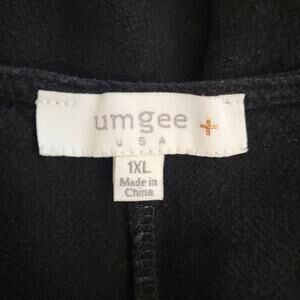 umgee +
USA
1XL
Made in
China